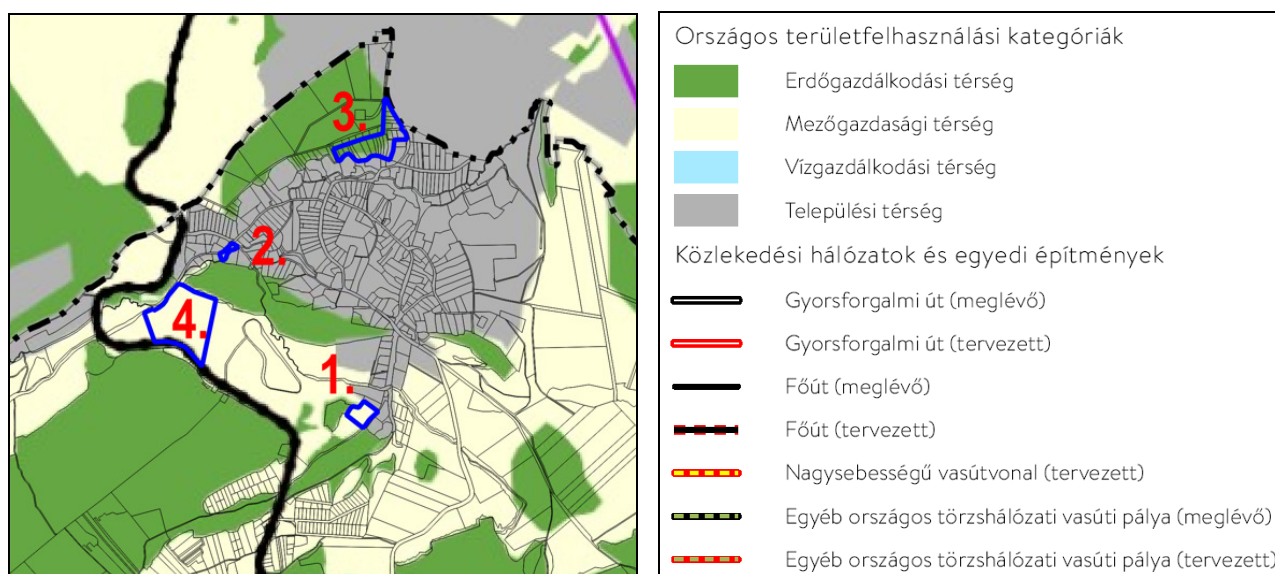 3.
2.
4.
1.
Országos területfelhasználási kategóriák
Erdőgazdálkodási térség
Mezőgazdasági térség
Vízgazdálkodási térség
Települési térség
Közlekedési hálózatok és egyedi építmények
Gyorsforgalmi út (meglévő)
Gyorsforgalmi út (tervezett)
Főút (meglévő)
Főút (tervezett)
Nagysebességű vasútvonal (tervezett)
Egyéb országos törzshálózati vasúti pálya (meglévő)
Egyéb országos törzshálózati vasúti pálya (tervezett)